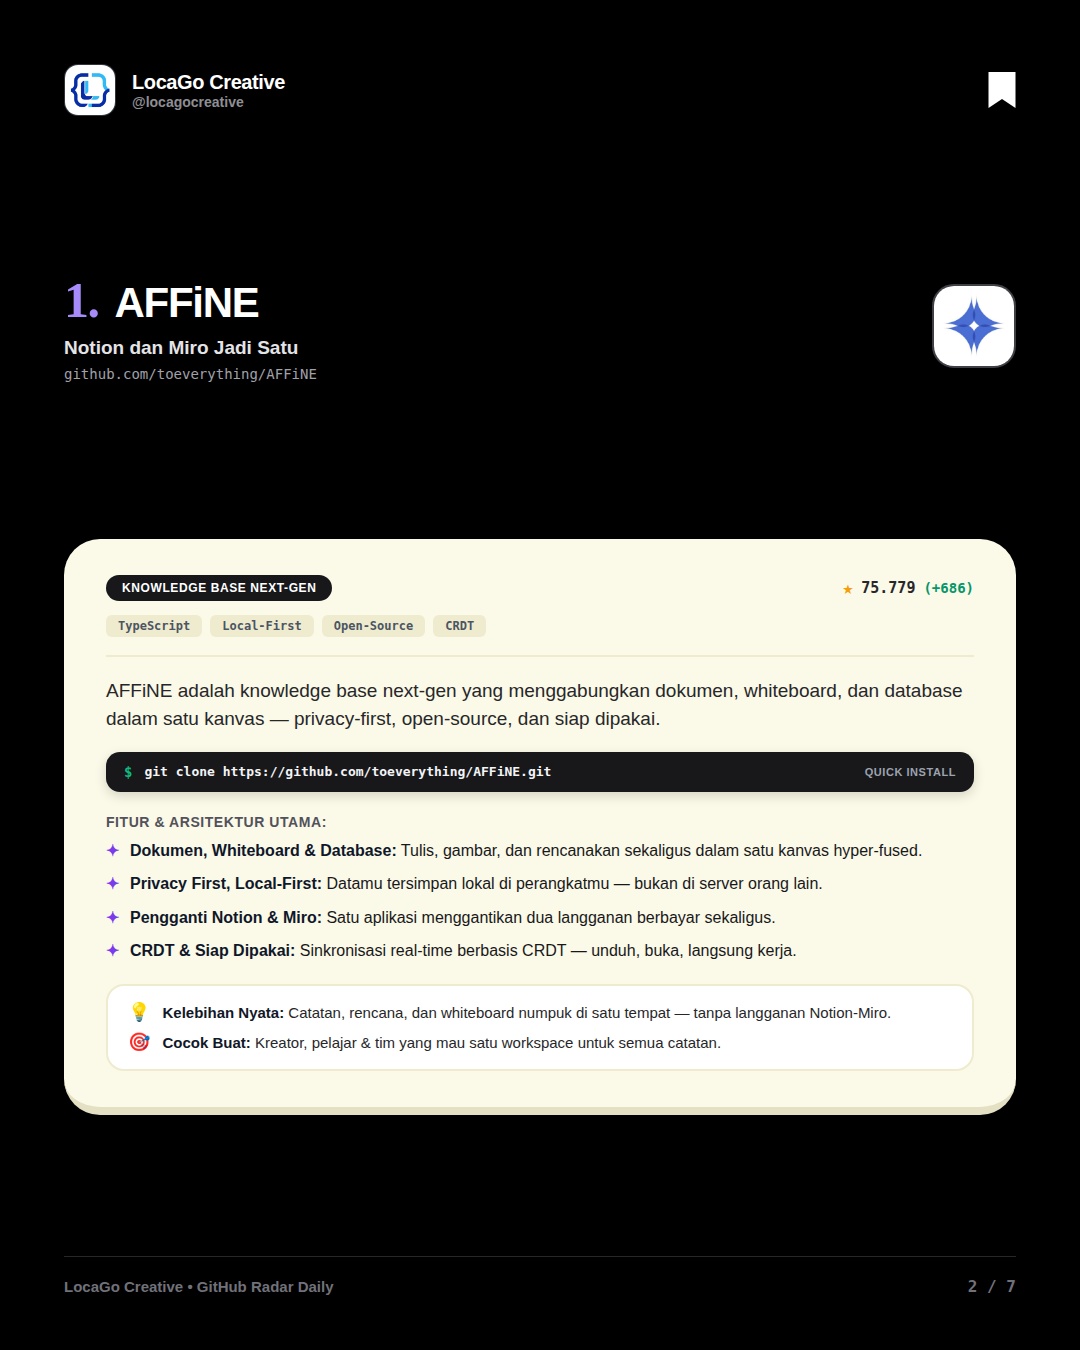 LocaGo Creative
@locagocreative
1. AFFiNE
Notion dan Miro Jadi Satu
github.com/toeverything/AFFiNE
KNOWLEDGE BASE NEXT-GEN
★ 75.779 (+686)
TypeScript Local-First Open-Source CRDT
AFFiNE adalah knowledge base next-gen yang menggabungkan dokumen, whiteboard, dan database
dalam satu kanvas — privacy-first, open-source, dan siap dipakai.
$ git clone https://github.com/toeverything/AFFiNE.git QUICK INSTALL
FITUR & ARSITEKTUR UTAMA:
✦ Dokumen, Whiteboard & Database: Tulis, gambar, dan rencanakan sekaligus dalam satu kanvas hyper-fused.
✦ Privacy First, Local-First: Datamu tersimpan lokal di perangkatmu — bukan di server orang lain.
✦ Pengganti Notion & Miro: Satu aplikasi menggantikan dua langganan berbayar sekaligus.
✦ CRDT & Siap Dipakai: Sinkronisasi real-time berbasis CRDT — unduh, buka, langsung kerja.
💡 Kelebihan Nyata: Catatan, rencana, dan whiteboard numpuk di satu tempat — tanpa langganan Notion-Miro.
🎯 Cocok Buat: Kreator, pelajar & tim yang mau satu workspace untuk semua catatan.
LocaGo Creative • GitHub Radar Daily
2 / 7